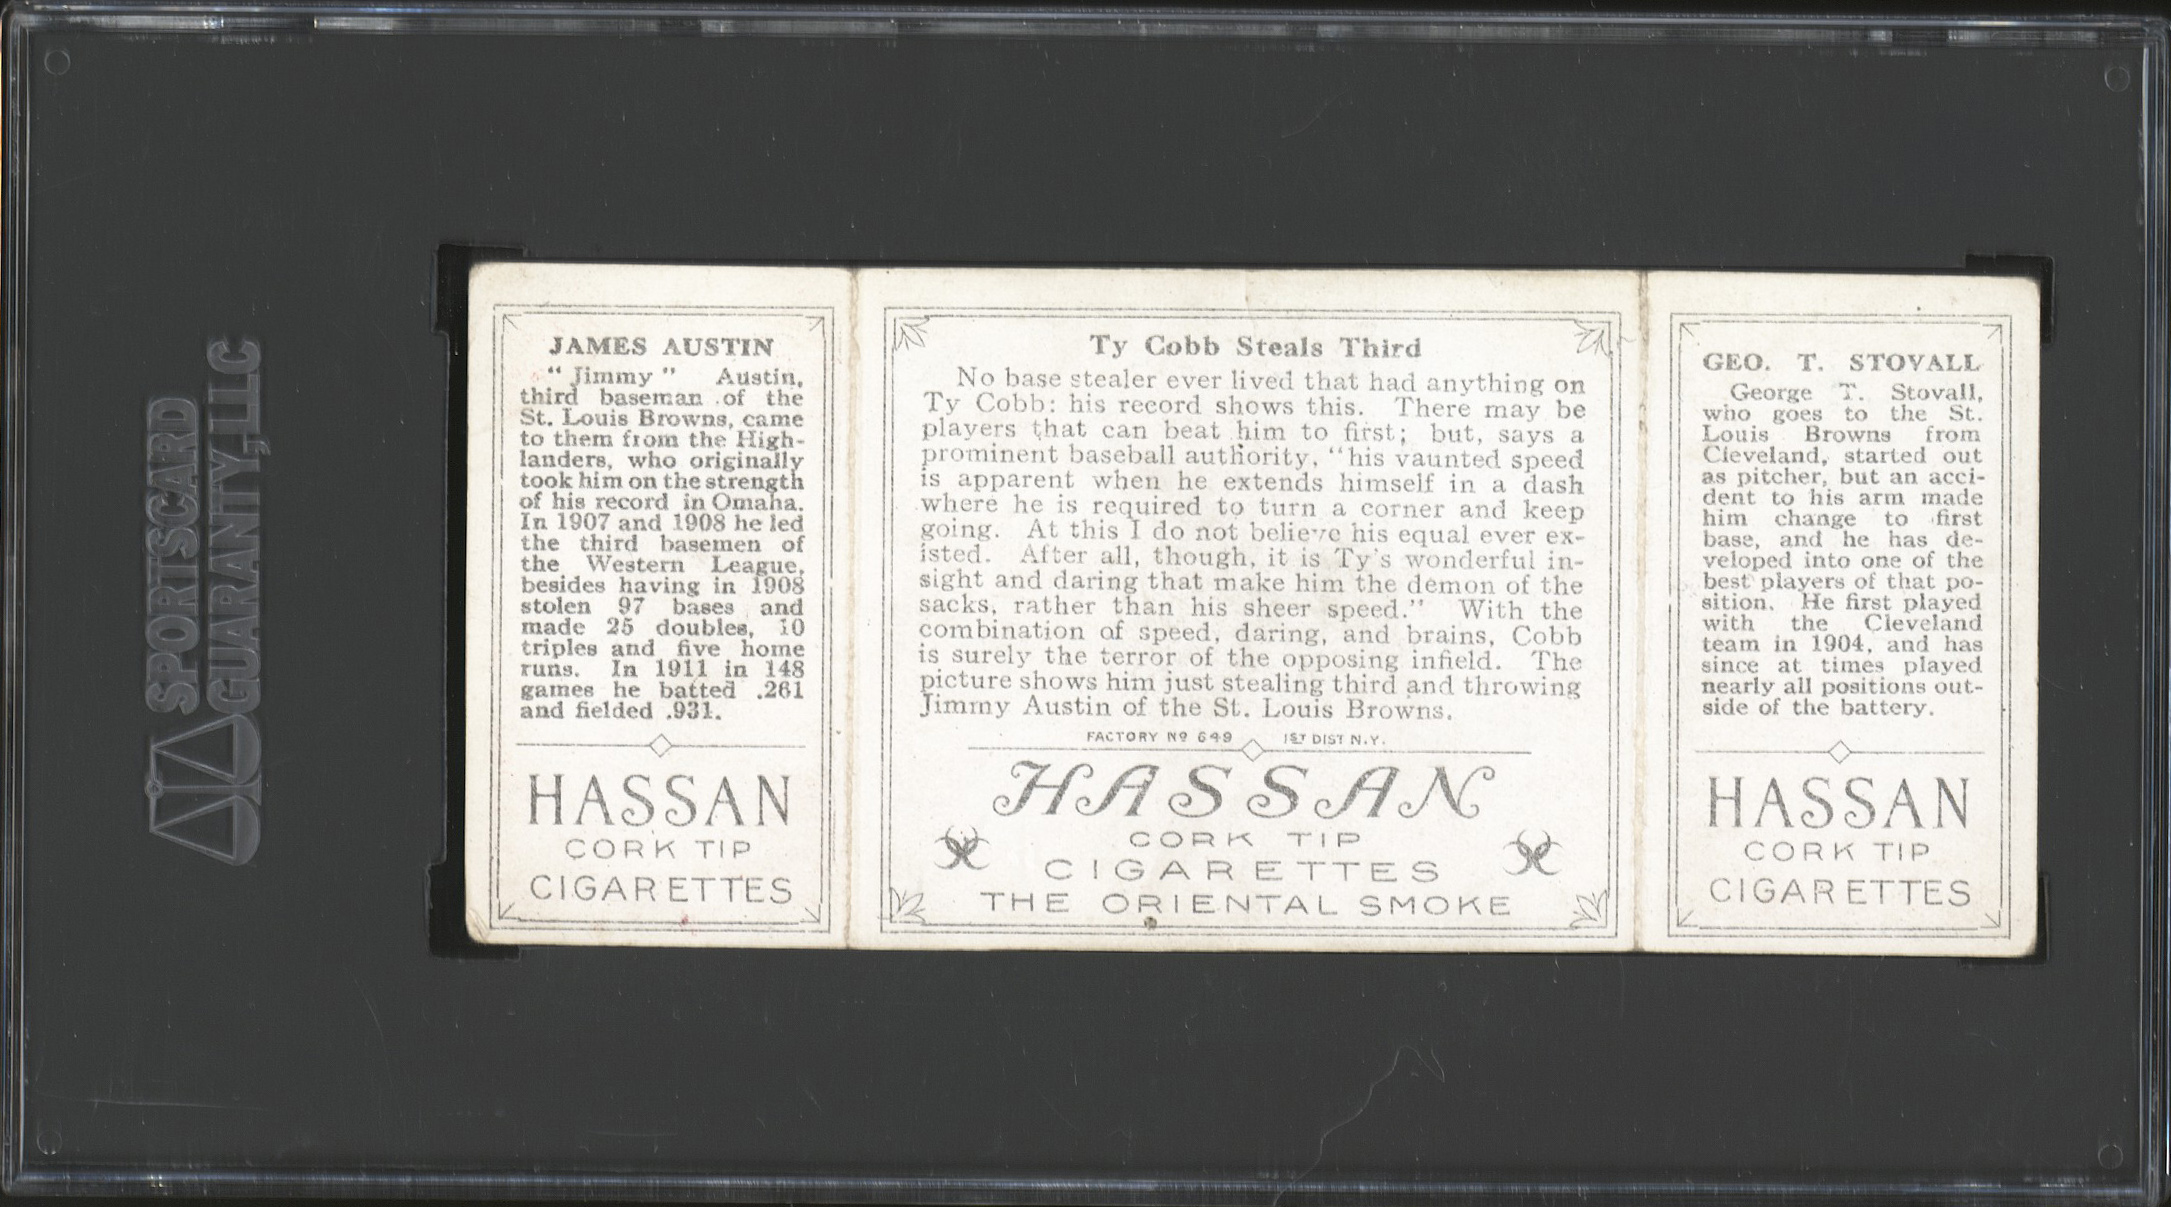 SPORTSCARD
GUARANTY, LLC
JAMES AUSTIN
"Jimmy" Austin,
third baseman of the
St. Louis Browns, came
to them from the High-
landers, who originally
took him on the strength
of his record in Omaha.
In 1907 and 1908 he led
the third basemen of
the Western League,
besides having in 1908
stolen 97 bases and
made 25 doubles, 10
triples and five home
runs. In 1911 in 148
games he batted .261
and fielded .931.
HASSAN
CORK TIP
CIGARETTES
Ty Cobb Steals Third
No base stealer ever lived that had anything on
Ty Cobb: his record shows this. There may be
players that can beat him to first; but, says a
prominent baseball authority, "his vaunted speed
is apparent when he extends himself in a dash
where he is required to turn a corner and keep
going. At this I do not believe his equal ever ex-
isted. After all, though, it is Ty's wonderful in-
sight and daring that make him the demon of the
sacks, rather than his sheer speed." With the
combination of speed, daring, and brains, Cobb
is surely the terror of the opposing infield. The
picture shows him just stealing third and throwing
Jimmy Austin of the St. Louis Browns.
FACTORY Nº 649 1ST DIST N.Y.
HASSAN
CORK TIP
CIGARETTES
THE ORIENTAL SMOKE
GEO. T. STOVALL
George T. Stovall,
who goes to the St.
Louis Browns from
Cleveland, started out
as pitcher, but an acci-
dent to his arm made
him change to first
base, and he has de-
veloped into one of the
best players of that po-
sition. He first played
with the Cleveland
team in 1904, and has
since at times played
nearly all positions out-
side of the battery.
HASSAN
CORK TIP
CIGARETTES